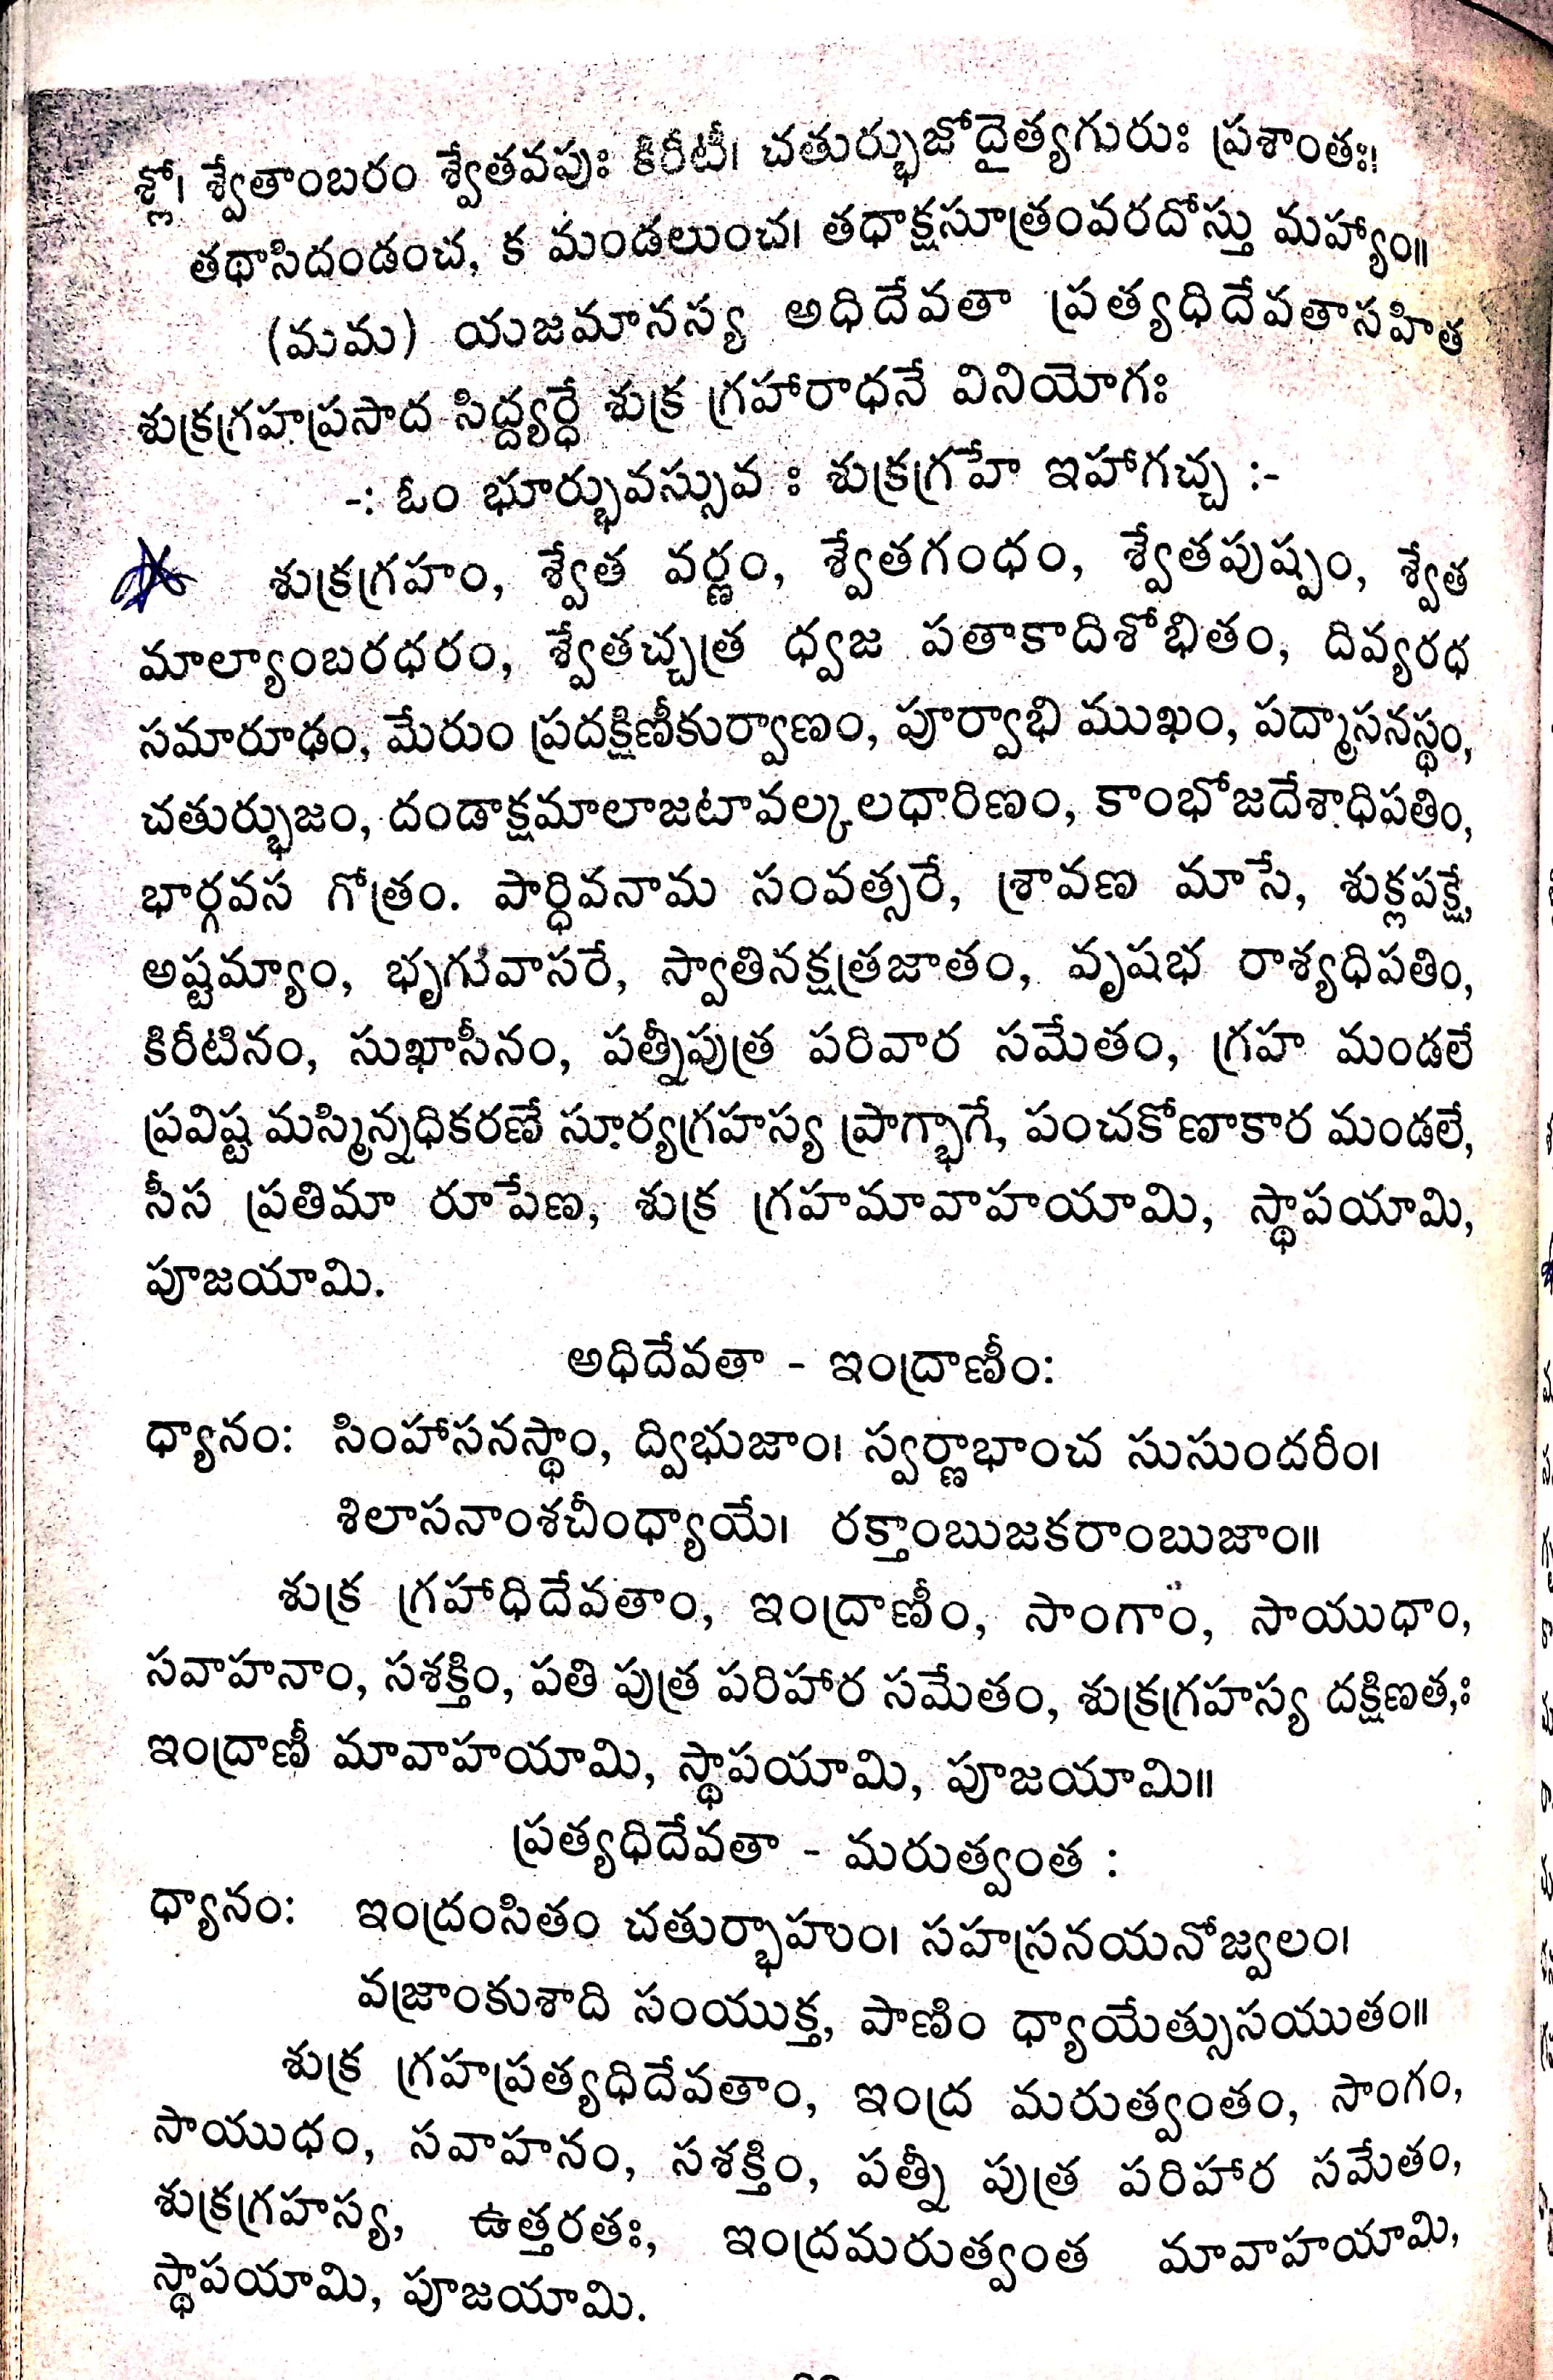 శ్లో। శ్వేతాంబరం శ్వేతవపుః కిరీటీ। చతుర్భుజోదైత్యగురుః ప్రశాంతః।
తథాసిదండంచ, క మండలుంచ। తధాక్షసూత్రంవరదోస్తు మహ్యాం॥
(మమ) యజమానస్య అధిదేవతా ప్రత్యధిదేవతాసహిత
శుక్రగ్రహప్రసాద సిద్ద్యర్ధే శుక్ర గ్రహారాధనే వినియోగః
-: ఓం భూర్భువస్సువ ః శుక్రగ్రహే ఇహాగచ్చ :-
శుక్రగ్రహం, శ్వేత వర్ణం, శ్వేతగంధం, శ్వేతపుష్పం, శ్వేత
మాల్యాంబరధరం, శ్వేతచ్చత్ర ధ్వజ పతాకాదిశోభితం, దివ్యరధ
సమారూఢం, మేరుం ప్రదక్షిణీకుర్వాణం, పూర్వాభి ముఖం, పద్మాసనస్థం,
చతుర్భుజం, దండాక్షమాలాజటావల్కలధారిణం, కాంభోజదేశాధిపతిం,
భార్గవస గోత్రం. పార్ధివనామ సంవత్సరే, శ్రావణ మాసే, శుక్లపక్షే,
అష్టమ్యాం, భృగువాసరే, స్వాతినక్షత్రజాతం, వృషభ రాశ్యధిపతిం,
కిరీటినం, సుఖాసీనం, పత్నీపుత్ర పరివార సమేతం, గ్రహ మండలే
ప్రవిష్ట మస్మిన్నధికరణే సూర్యగ్రహస్య ప్రాగ్భాగే, పంచకోణాకార మండలే,
సీస ప్రతిమా రూపేణ, శుక్ర గ్రహమావాహయామి, స్థాపయామి,
పూజయామి.
అధిదేవతా - ఇంద్రాణీం:
ధ్యానం: సింహాసనస్థాం, ద్విభుజాం। స్వర్ణాభాంచ సుసుందరీం।
శిలాసనాంశచీంధ్యాయే। రక్తాంబుజకరాంబుజాం॥
శుక్ర గ్రహాధిదేవతాం, ఇంద్రాణీం, సాంగాం, సాయుధాం,
సవాహనాం, సశక్తిం, పతి పుత్ర పరిహార సమేతం, శుక్రగ్రహస్య దక్షిణత,ః
ఇంద్రాణీ మావాహయామి, స్థాపయామి, పూజయామి॥
ప్రత్యధిదేవతా - మరుత్వంత :
ధ్యానం: ఇంద్రంసితం చతుర్భాహుం। సహస్రనయనోజ్వలం।
వజ్రాంకుశాది సంయుక్త, పాణిం ధ్యాయేత్సుసయుతం॥
శుక్ర గ్రహప్రత్యధిదేవతాం, ఇంద్ర మరుత్వంతం, సాంగం,
సాయుధం, సవాహనం, సశక్తిం, పత్నీ పుత్ర పరిహార సమేతం,
శుక్రగ్రహస్య, ఉత్తరతః, ఇంద్రమరుత్వంత మావాహయామి,
స్థాపయామి, పూజయామి.